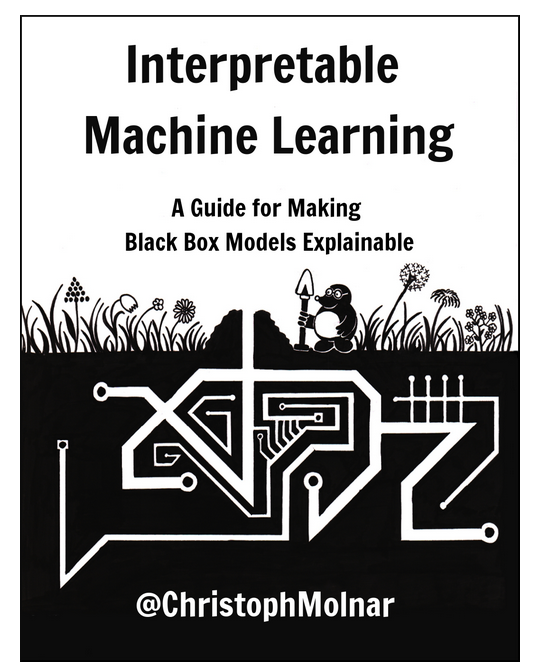 Interpretable
Machine Learning
A Guide for Making
Black Box Models Explainable
@ChristophMolnar